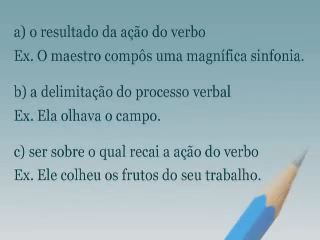 a) o resultado da ação do verbo
Ex. O maestro compôs uma magnífica sinfonia.
b) a delimitação do processo verbal
Ex. Ela olhava o campo.
c) ser sobre o qual recai a ação do verbo
Ex. Ele colheu os frutos do seu trabalho.